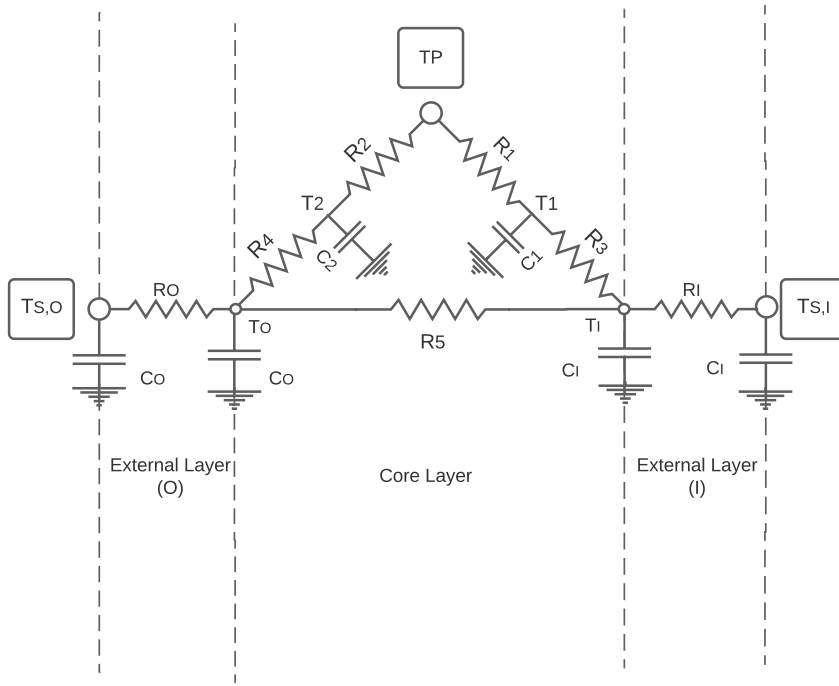 TP
R2
R1
T2
T1
R4
C2
C1
R3
TS,O
RO
TO
R5
TI
RI
TS,I
CO
CO
CI
CI
External Layer
(O)
Core Layer
External Layer
(I)